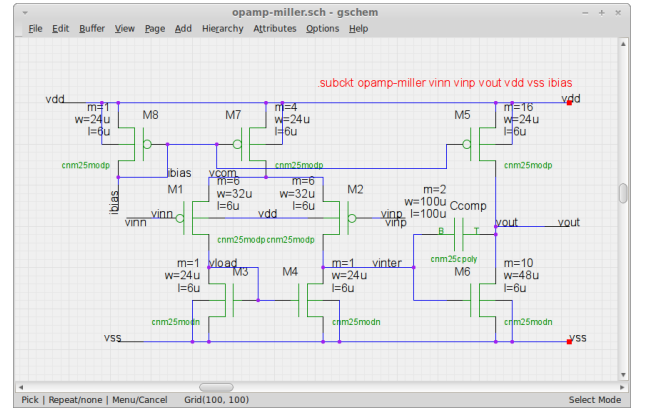 opamp-miller.sch - gschem
File Edit Buffer View Page Add Hierarchy Attributes Options Help
.subckt opamp-miller vinn vinp vout vdd vss ibias
vdd
vdd
m=1
w=24u
l=6u
M8
M7
m=4
w=24u
l=6u
M5
m=16
w=24u
l=6u
cnm25modp
cnm25modp
cnm25modp
ibias
vcom
ibias
M1
m=6
w=32u
l=6u
m=6
w=32u
l=6u
M2
m=2
w=100u
l=100u
Ccomp
vinn
vinn
vdd
vinp
vinp
B
T
vout
vout
cnm25modp
cnm25modp
cnm25cpoly
m=1
w=24u
l=6u
vload
M3
M4
m=1
w=24u
l=6u
vinter
M6
m=10
w=48u
l=6u
cnm25modn
cnm25modn
cnm25modn
vss
vss
Pick | Repeat/none | Menu/Cancel Grid(100, 100) Select Mode